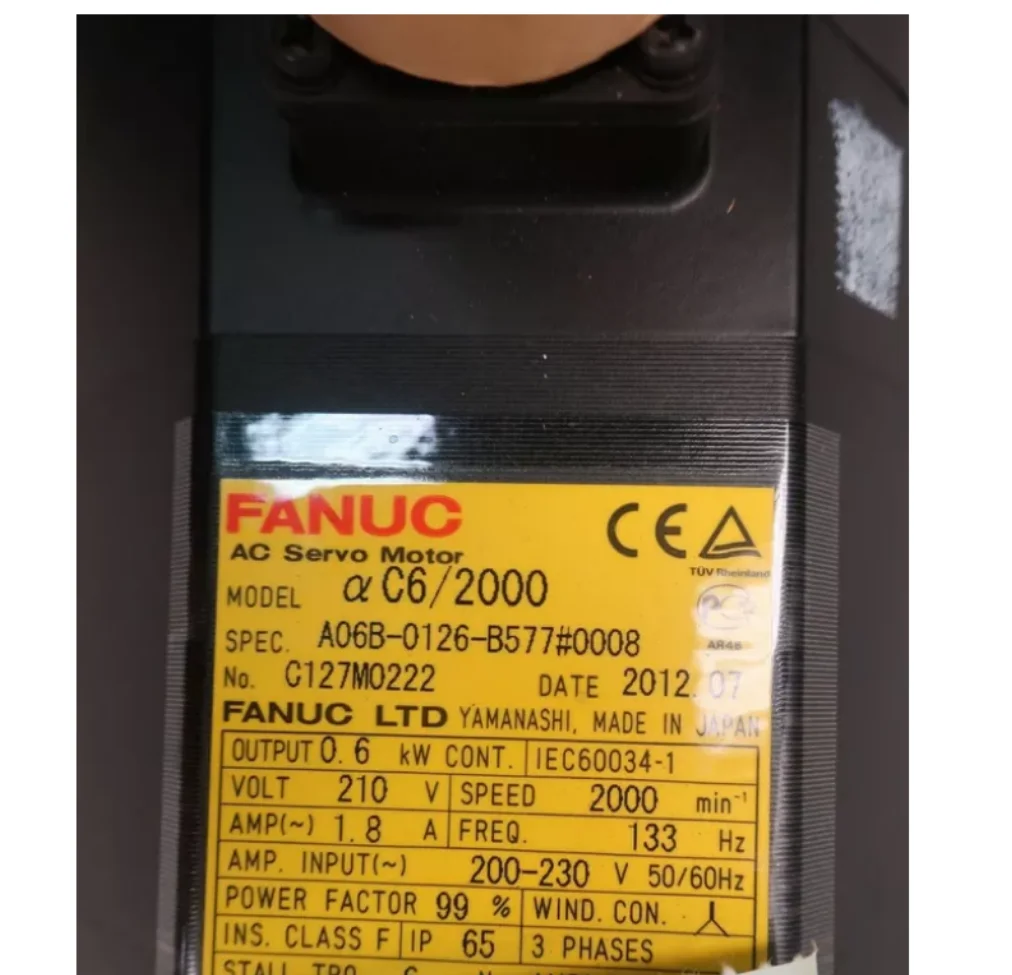 FANUC
CE
AC Servo Motor
TÜV Rheinland
MODEL α C6/2000
SPEC. A06B-0126-B577#0008
No. C127M0222 DATE 2012.07
FANUC LTD YAMANASHI, MADE IN JAPAN
OUTPUT 0.6 kW CONT. IEC60034-1
VOLT 210 V SPEED 2000 min⁻¹
AMP(~) 1.8 A FREQ. 133 Hz
AMP. INPUT(~) 200-230 V 50/60Hz
POWER FACTOR 99 % WIND. CON.
INS. CLASS F IP 65 3 PHASES